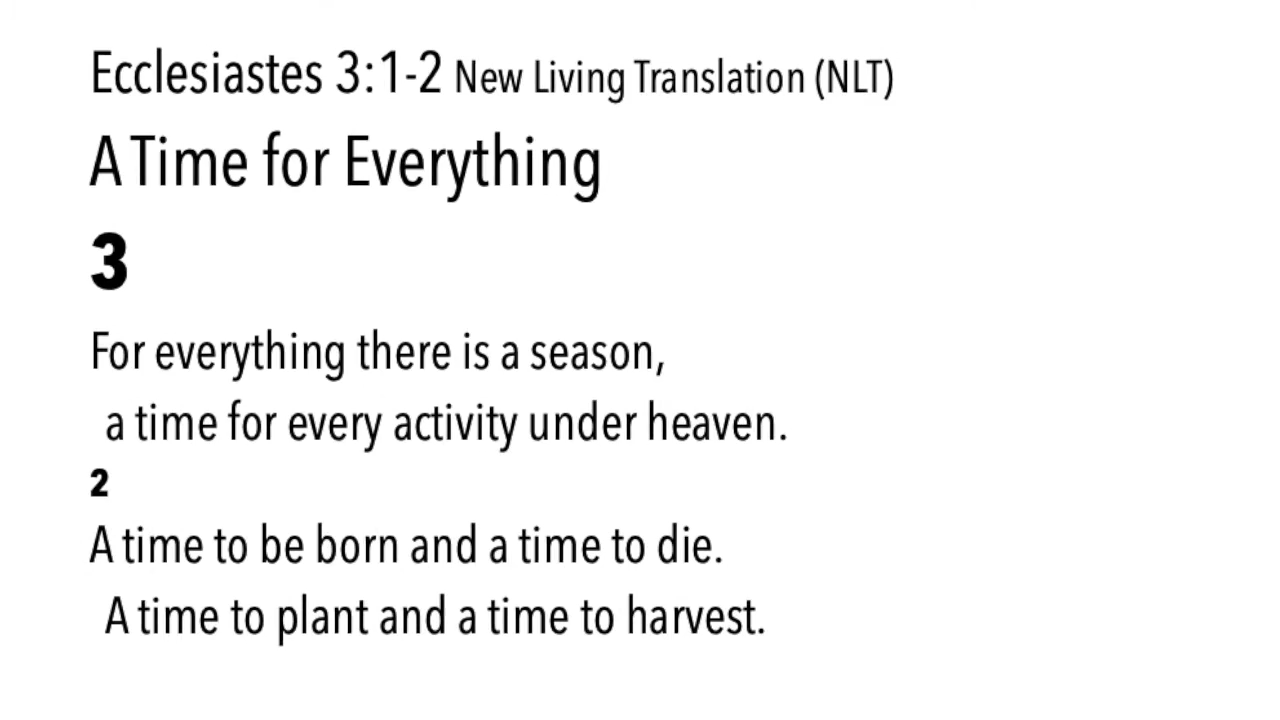 Ecclesiastes 3:1-2 New Living Translation (NLT)
A Time for Everything
3
For everything there is a season,
a time for every activity under heaven.
2
A time to be born and a time to die.
A time to plant and a time to harvest.